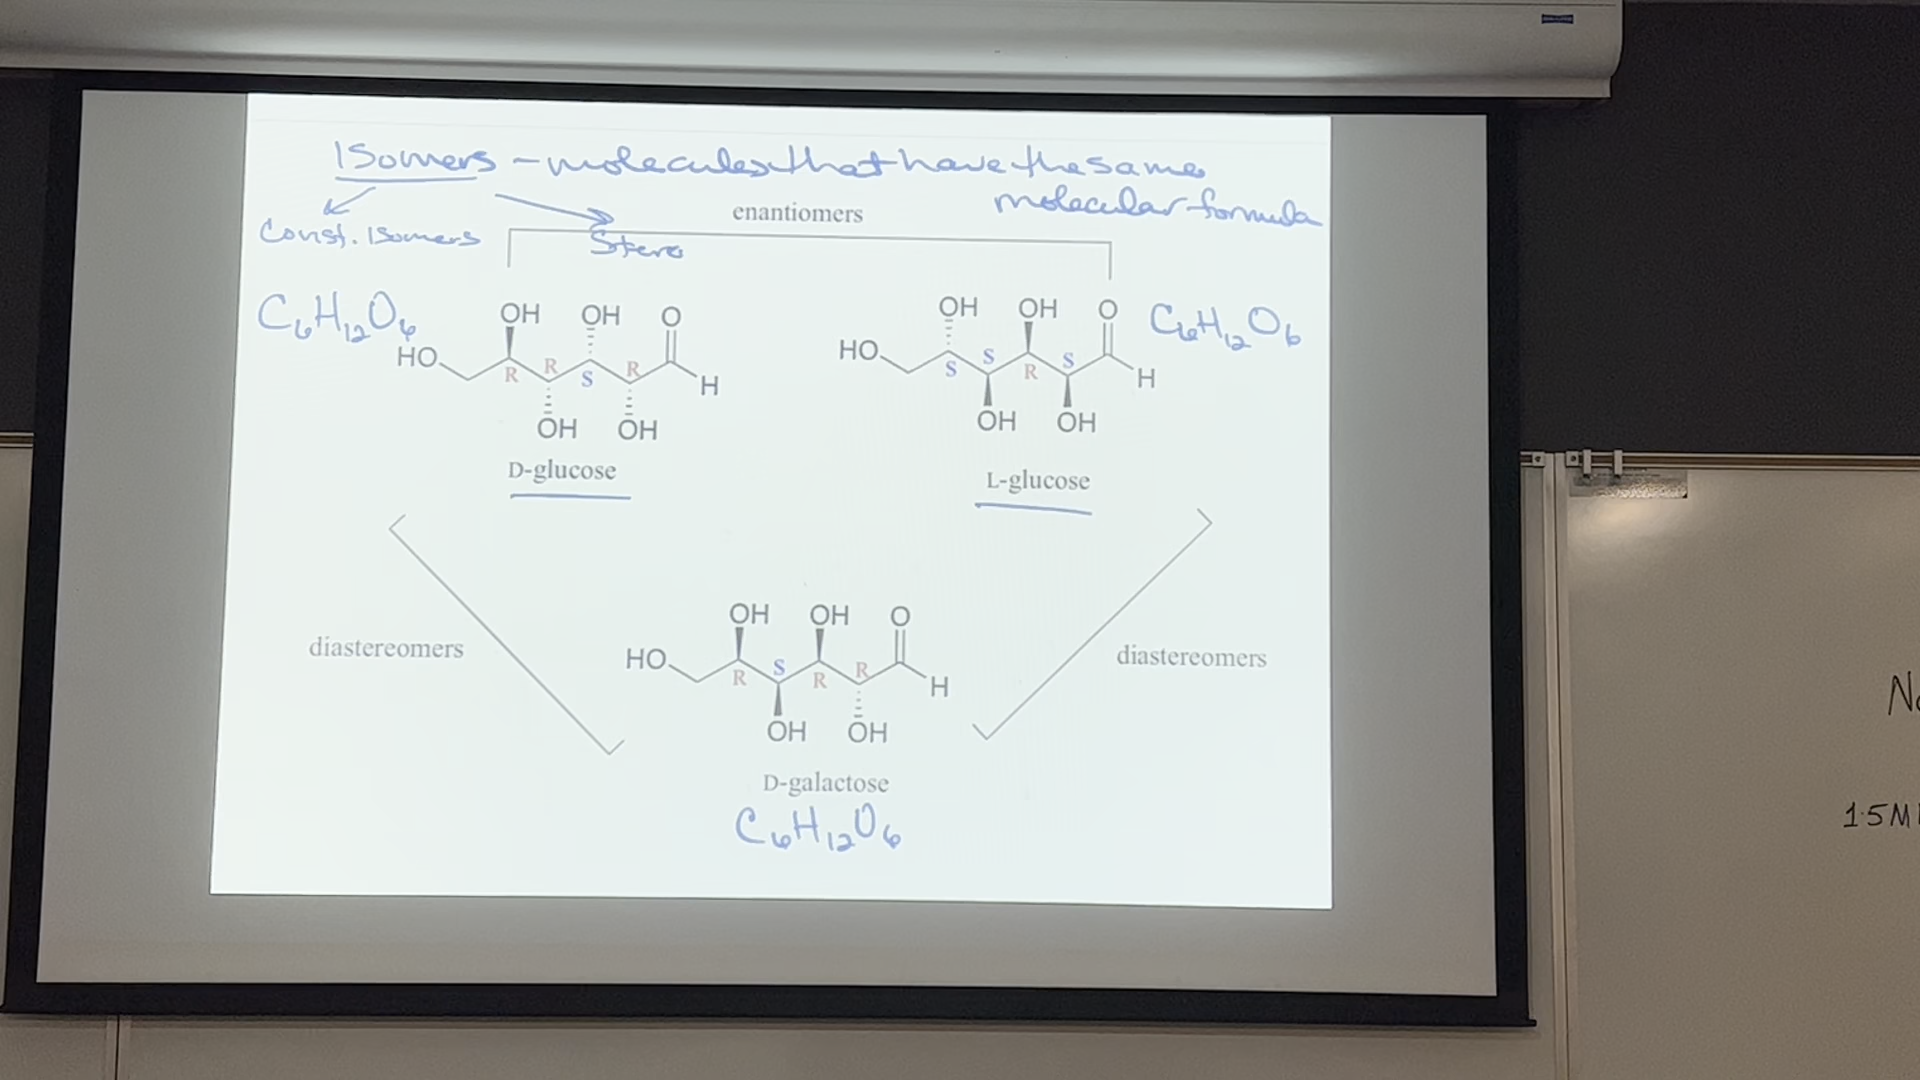 Isomers - molecules that have the same
molecular formula
enantiomers
Const. Isomers
Stereo
C6H12O6
OH OH O
HO
R R S R
H
OH OH
D-glucose
OH OH O
HO
S S R S
H
OH OH
C6H12O6
L-glucose
diastereomers
diastereomers
OH OH O
HO
R S R R
H
OH OH
D-galactose
C6H12O6
1.5M